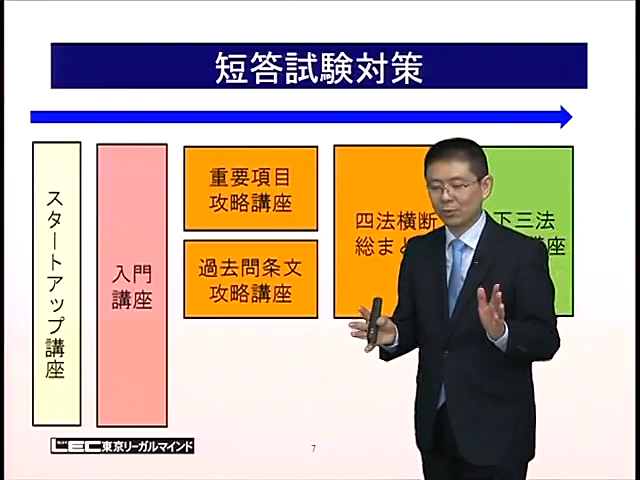 短答試験対策
スタートアップ講座
入門
講座
重要項目
攻略講座
過去問条文
攻略講座
四法横断
総まと
下三法
講座
LEC東京リーガルマインド
7